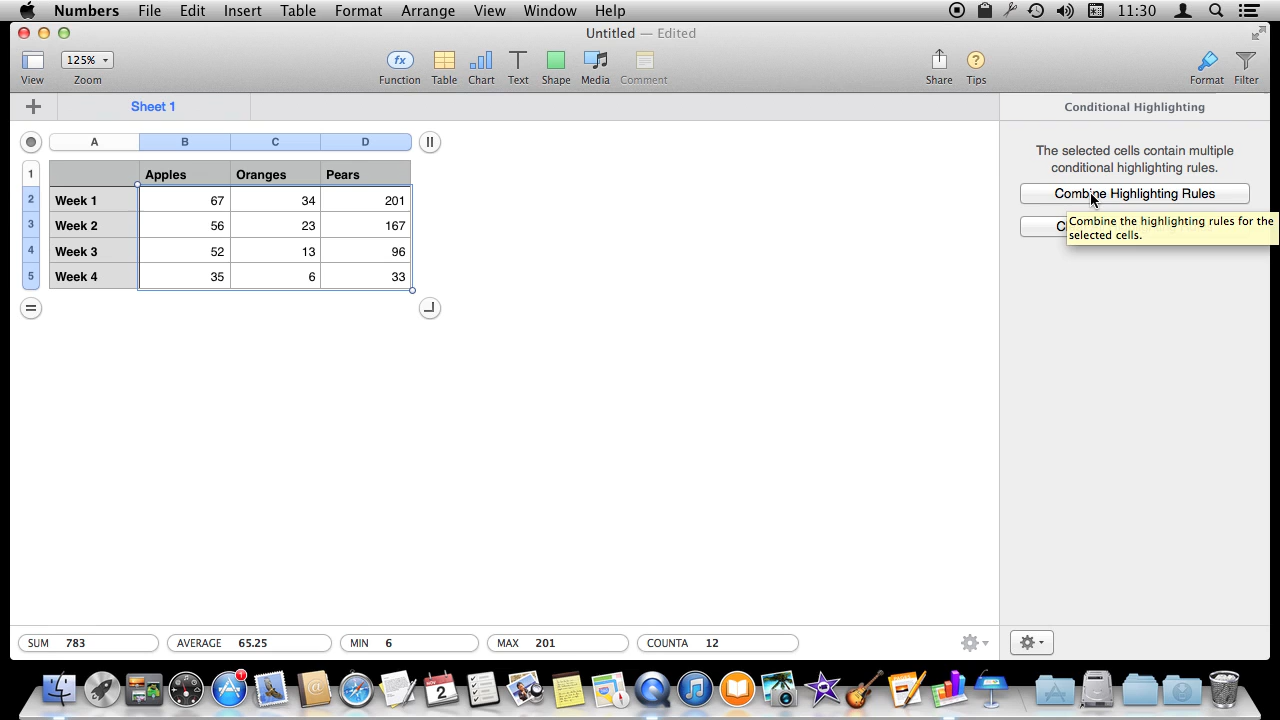 Numbers File Edit Insert Table Format Arrange View Window Help 11:30
Untitled — Edited
125%
View Zoom fx Function Table Chart Text Shape Media Comment Share ? Tips Format Filter
Sheet 1 Conditional Highlighting
A B C D
The selected cells contain multiple
conditional highlighting rules.
Combine Highlighting Rules
Combine the highlighting rules for the
selected cells.
1 Apples Oranges Pears
2 Week 1 67 34 201
3 Week 2 56 23 167
4 Week 3 52 13 96
5 Week 4 35 6 33
SUM 783 AVERAGE 65.25 MIN 6 MAX 201 COUNTA 12
1
NOV
2